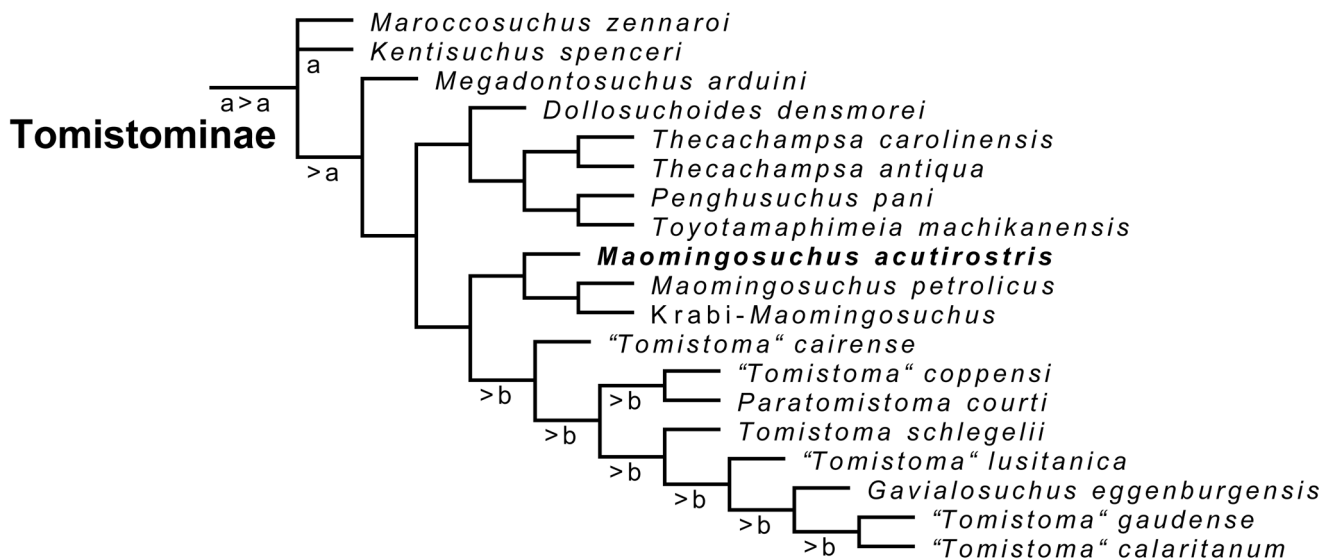 Maroccosuchus zennaroi
Kentisuchus spenceri
a
Megadontosuchus arduini
a>a
Dollosuchoides densmorei
Tomistominae
Thecachampsa carolinensis
>a
Thecachampsa antiqua
Penghusuchus pani
Toyotamaphimeia machikanensis
Maomingosuchus acutirostris
Maomingosuchus petrolicus
Krabi-Maomingosuchus
"Tomistoma“ cairense
"Tomistoma“ coppensi
>b
>b
Paratomistoma courti
>b
Tomistoma schlegelii
"Tomistoma“ lusitanica
>b
Gavialosuchus eggenburgensis
>b
"Tomistoma“ gaudense
>b
"Tomistoma“ calaritanum
>b